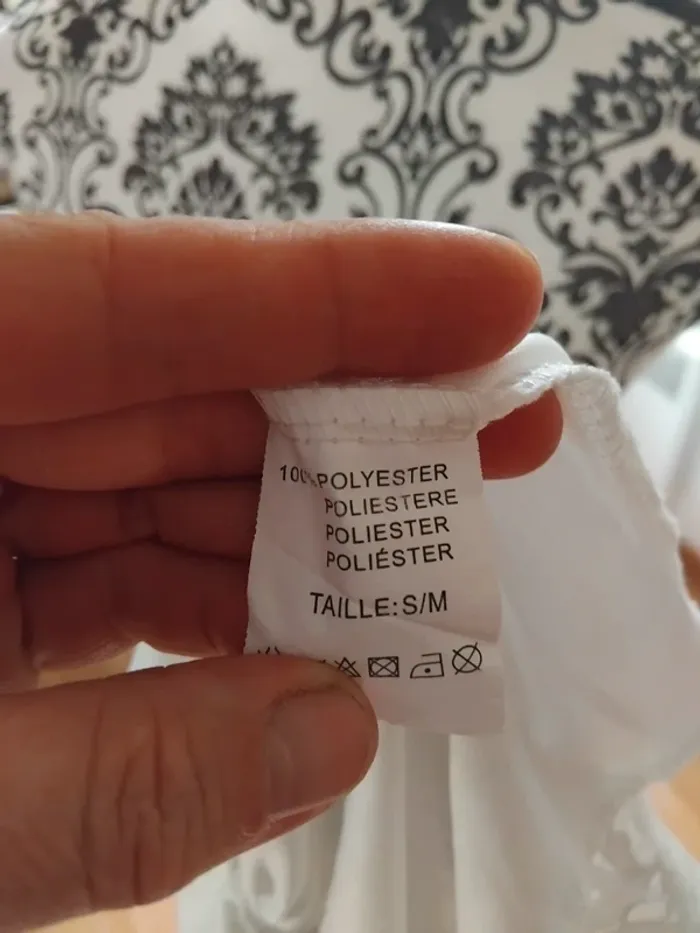 100% POLYESTER
POLIESTERE
POLIESTER
POLIÉSTER
TAILLE: S/M